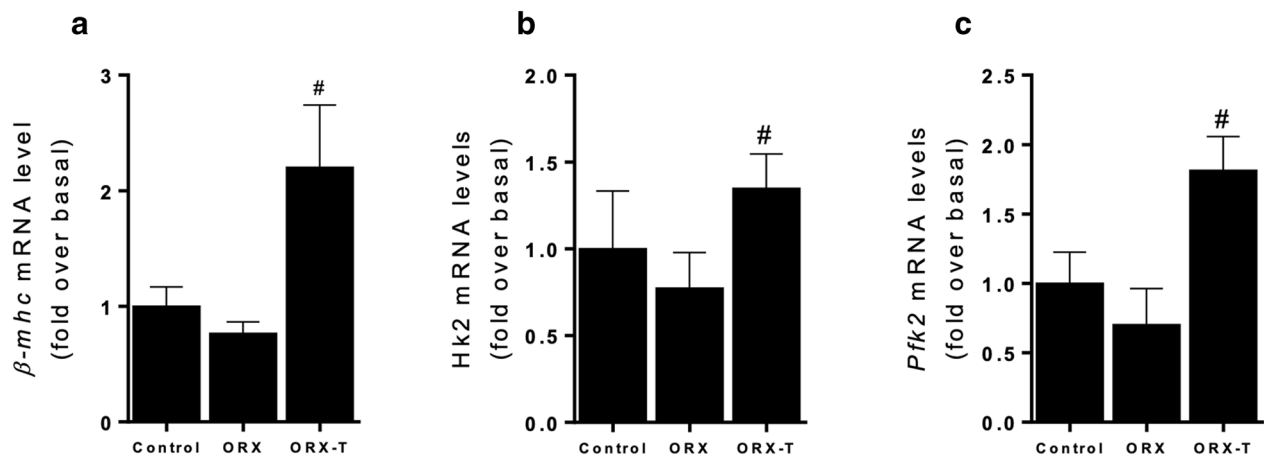 a
β-mhc mRNA level
(fold over basal)
3
2
1
0
#
Control ORX ORX-T
b
Hk2 mRNA levels
(fold over basal)
2.0
1.5
1.0
0.5
0.0
#
Control ORX ORX-T
c
Pfk2 mRNA levels
(fold over basal)
2.5
2.0
1.5
1.0
0.5
0.0
#
Control ORX ORX-T